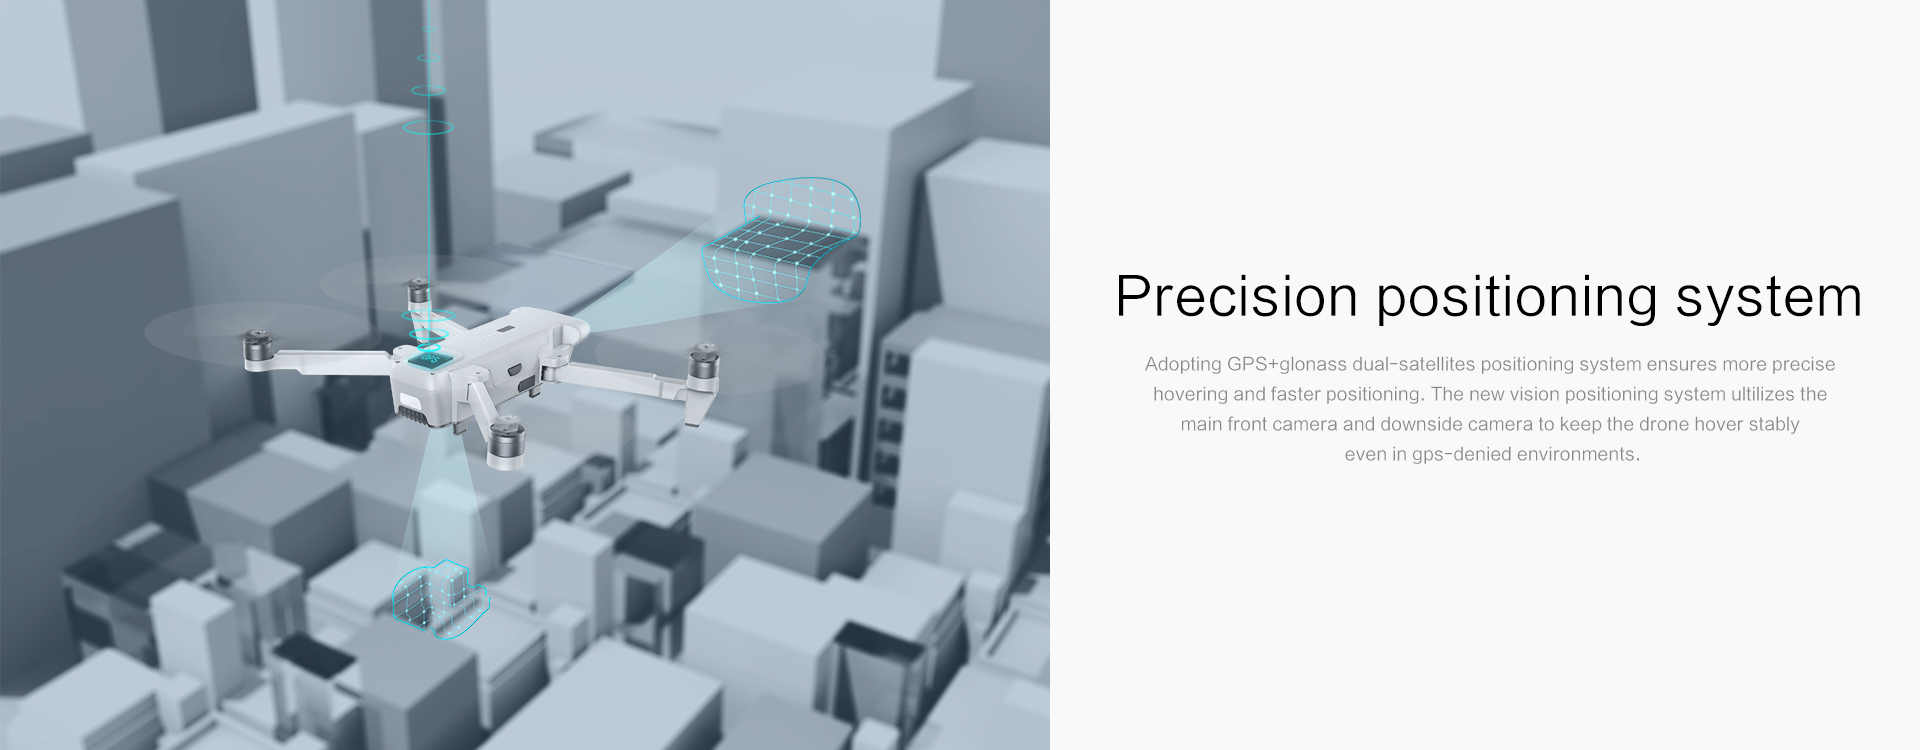 Precision positioning system
Adopting GPS+glonass dual-satellites positioning system ensures more precise
hovering and faster positioning. The new vision positioning system ultilizes the
main front camera and downside camera to keep the drone hover stably
even in gps-denied environments.